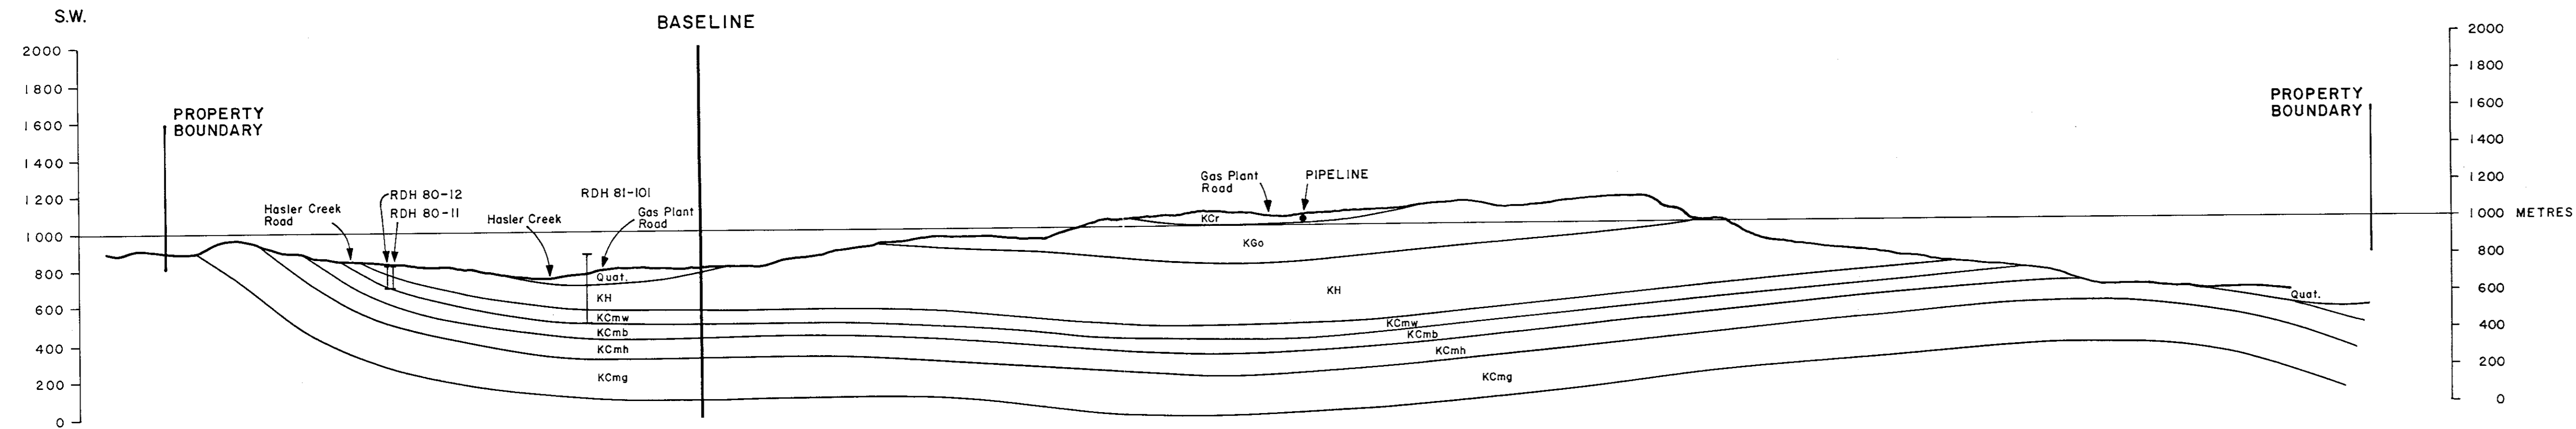 S.W.
BASELINE
2000
1800
1600
1400
1200
1000
800
600
400
200
0
PROPERTY
BOUNDARY
Hasler Creek
Road
RDH 80-12
RDH 80-11
Hasler Creek
RDH 81-101
Gas Plant
Road
Quat.
KH
KCmw
KCmb
KCmh
KCmg
Gas Plant
Road
PIPELINE
KCr
KGo
KH
KCmw
KCmb
KCmh
KCmg
PROPERTY
BOUNDARY
Quat.
2000
1800
1600
1400
1200
1000 METRES
800
600
400
200
0